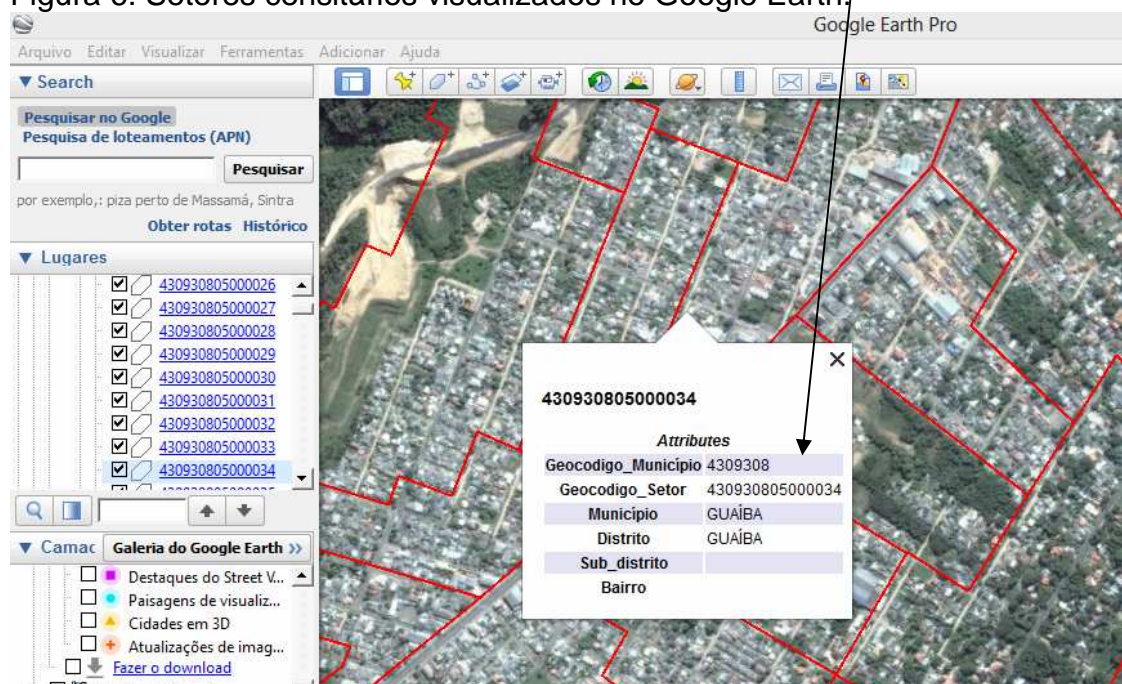 Figura 6. Setores censitários visualizados no Google Earth.
Google Earth Pro
Arquivo Editar Visualizar Ferramentas Adicionar Ajuda
▼ Search
Pesquisar no Google
Pesquisa de loteamentos (APN)
Pesquisar
por exemplo,: piza perto de Massamá, Sintra
Obter rotas Histórico
▼ Lugares
430930805000026
430930805000027
430930805000028
430930805000029
430930805000030
430930805000031
430930805000032
430930805000033
430930805000034
430930805000034
Attributes
Geocodigo_Município 4309308
Geocodigo_Setor 430930805000034
Município GUAÍBA
Distrito GUAÍBA
Sub_distrito
Bairro
▼ Camac Galeria do Google Earth >>
Destaques do Street V...
Paisagens de visualiz...
Cidades em 3D
Atualizações de imag...
Fazer o download